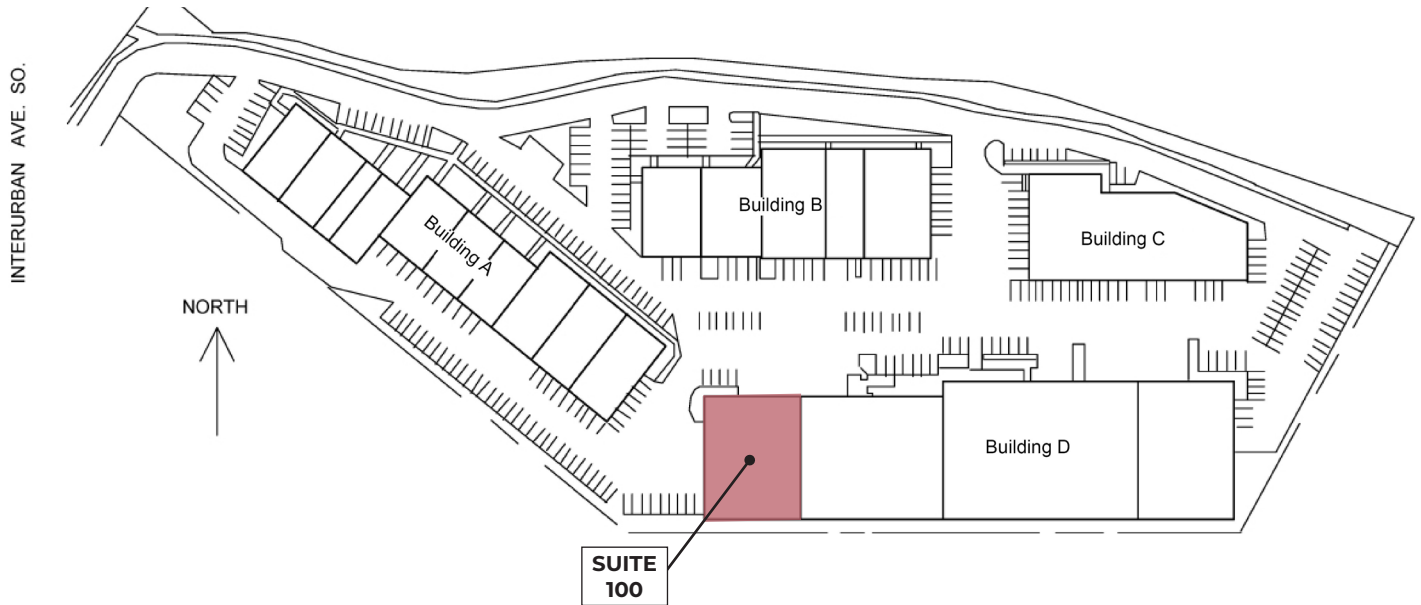 INTERURBAN AVE. SO.
Building A
Building B
Building C
NORTH
Building D
SUITE
100